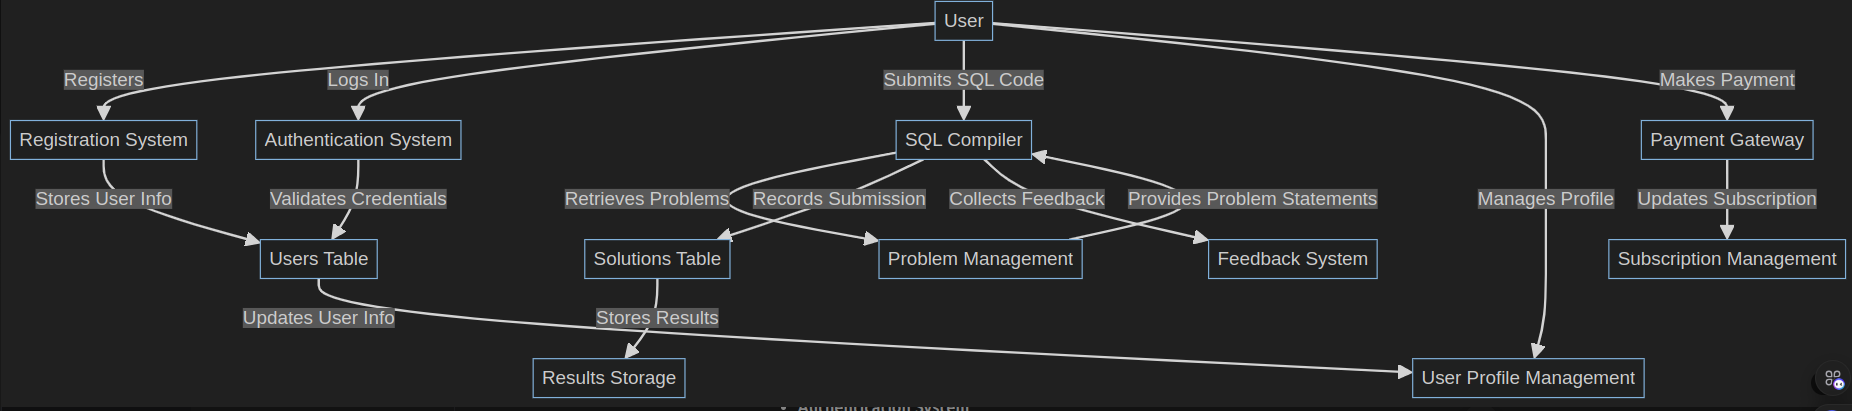 User
Registers
Logs In
Submits SQL Code
Makes Payment
Registration System
Authentication System
SQL Compiler
Payment Gateway
Stores User Info
Validates Credentials
Retrieves Problems
Records Submission
Collects Feedback
Provides Problem Statements
Manages Profile
Updates Subscription
Users Table
Solutions Table
Problem Management
Feedback System
Subscription Management
Updates User Info
Stores Results
Results Storage
User Profile Management
Authentication System